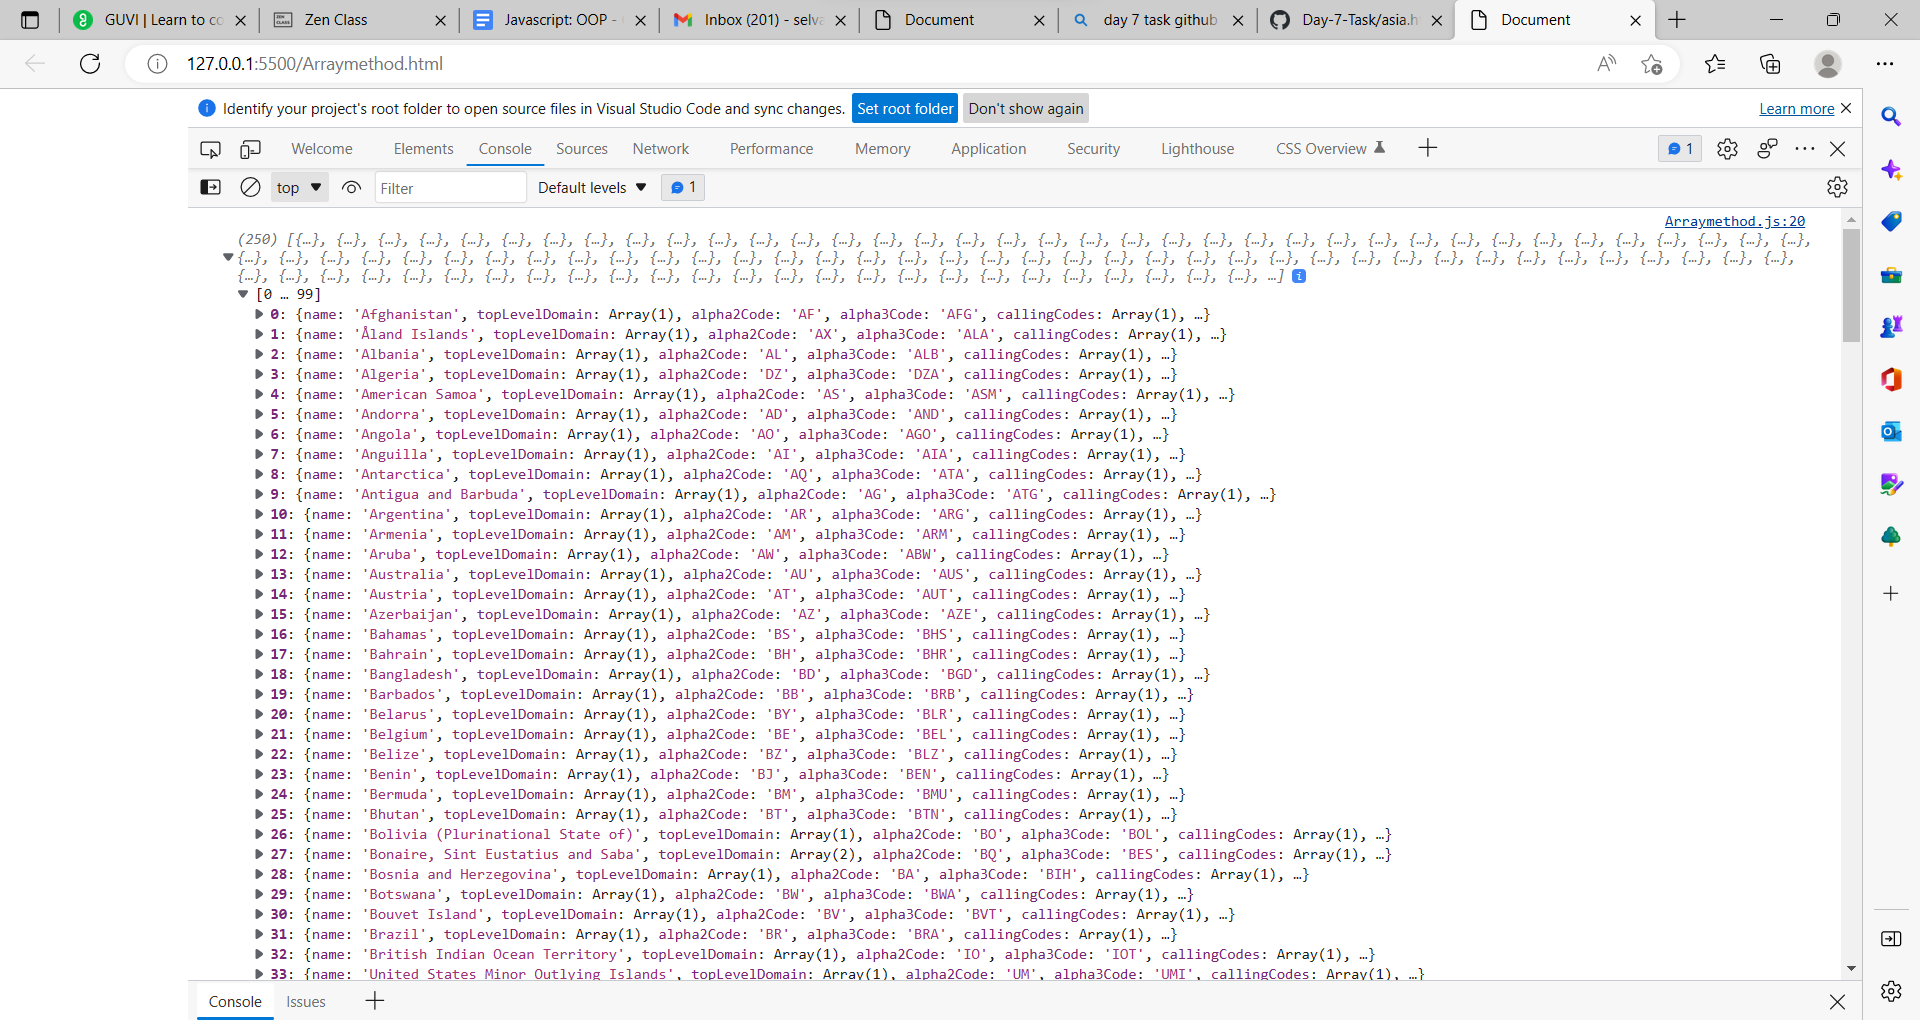 GUVI | Learn to co
Zen Class
Javascript: OOP -
Inbox (201) - selva
Document
day 7 task github
Day-7-Task/asia.h
Document
127.0.0.1:5500/Arraymethod.html
Identify your project's root folder to open source files in Visual Studio Code and sync changes. Set root folder Don't show again Learn more
Welcome Elements Console Sources Network Performance Memory Application Security Lighthouse CSS Overview 1
top Filter Default levels 1
Arraymethod.js:20
(250) [{…}, {…}, {…}, {…}, {…}, {…}, {…}, {…}, {…}, {…}, {…}, {…}, {…}, {…}, {…}, {…}, {…}, {…}, {…}, {…}, {…}, {…}, {…}, {…}, {…}, {…}, {…}, {…}, {…}, {…}, {…}, {…}, {…}, {…}, {…}, {…}, {…},
{…}, {…}, {…}, {…}, {…}, {…}, {…}, {…}, {…}, {…}, {…}, {…}, {…}, {…}, {…}, {…}, {…}, {…}, {…}, {…}, {…}, {…}, {…}, {…}, {…}, {…}, {…}, {…}, {…}, {…}, {…}, {…}, {…}, {…}, {…}, {…}, {…}, {…},
{…}, {…}, {…}, {…}, {…}, {…}, {…}, {…}, {…}, {…}, {…}, {…}, {…}, {…}, {…}, {…}, {…}, {…}, {…}, {…}, {…}, {…}, {…}, {…}, {…}, …] i
[0 … 99]
0: {name: 'Afghanistan', topLevelDomain: Array(1), alpha2Code: 'AF', alpha3Code: 'AFG', callingCodes: Array(1), …}
1: {name: 'Åland Islands', topLevelDomain: Array(1), alpha2Code: 'AX', alpha3Code: 'ALA', callingCodes: Array(1), …}
2: {name: 'Albania', topLevelDomain: Array(1), alpha2Code: 'AL', alpha3Code: 'ALB', callingCodes: Array(1), …}
3: {name: 'Algeria', topLevelDomain: Array(1), alpha2Code: 'DZ', alpha3Code: 'DZA', callingCodes: Array(1), …}
4: {name: 'American Samoa', topLevelDomain: Array(1), alpha2Code: 'AS', alpha3Code: 'ASM', callingCodes: Array(1), …}
5: {name: 'Andorra', topLevelDomain: Array(1), alpha2Code: 'AD', alpha3Code: 'AND', callingCodes: Array(1), …}
6: {name: 'Angola', topLevelDomain: Array(1), alpha2Code: 'AO', alpha3Code: 'AGO', callingCodes: Array(1), …}
7: {name: 'Anguilla', topLevelDomain: Array(1), alpha2Code: 'AI', alpha3Code: 'AIA', callingCodes: Array(1), …}
8: {name: 'Antarctica', topLevelDomain: Array(1), alpha2Code: 'AQ', alpha3Code: 'ATA', callingCodes: Array(1), …}
9: {name: 'Antigua and Barbuda', topLevelDomain: Array(1), alpha2Code: 'AG', alpha3Code: 'ATG', callingCodes: Array(1), …}
10: {name: 'Argentina', topLevelDomain: Array(1), alpha2Code: 'AR', alpha3Code: 'ARG', callingCodes: Array(1), …}
11: {name: 'Armenia', topLevelDomain: Array(1), alpha2Code: 'AM', alpha3Code: 'ARM', callingCodes: Array(1), …}
12: {name: 'Aruba', topLevelDomain: Array(1), alpha2Code: 'AW', alpha3Code: 'ABW', callingCodes: Array(1), …}
13: {name: 'Australia', topLevelDomain: Array(1), alpha2Code: 'AU', alpha3Code: 'AUS', callingCodes: Array(1), …}
14: {name: 'Austria', topLevelDomain: Array(1), alpha2Code: 'AT', alpha3Code: 'AUT', callingCodes: Array(1), …}
15: {name: 'Azerbaijan', topLevelDomain: Array(1), alpha2Code: 'AZ', alpha3Code: 'AZE', callingCodes: Array(1), …}
16: {name: 'Bahamas', topLevelDomain: Array(1), alpha2Code: 'BS', alpha3Code: 'BHS', callingCodes: Array(1), …}
17: {name: 'Bahrain', topLevelDomain: Array(1), alpha2Code: 'BH', alpha3Code: 'BHR', callingCodes: Array(1), …}
18: {name: 'Bangladesh', topLevelDomain: Array(1), alpha2Code: 'BD', alpha3Code: 'BGD', callingCodes: Array(1), …}
19: {name: 'Barbados', topLevelDomain: Array(1), alpha2Code: 'BB', alpha3Code: 'BRB', callingCodes: Array(1), …}
20: {name: 'Belarus', topLevelDomain: Array(1), alpha2Code: 'BY', alpha3Code: 'BLR', callingCodes: Array(1), …}
21: {name: 'Belgium', topLevelDomain: Array(1), alpha2Code: 'BE', alpha3Code: 'BEL', callingCodes: Array(1), …}
22: {name: 'Belize', topLevelDomain: Array(1), alpha2Code: 'BZ', alpha3Code: 'BLZ', callingCodes: Array(1), …}
23: {name: 'Benin', topLevelDomain: Array(1), alpha2Code: 'BJ', alpha3Code: 'BEN', callingCodes: Array(1), …}
24: {name: 'Bermuda', topLevelDomain: Array(1), alpha2Code: 'BM', alpha3Code: 'BMU', callingCodes: Array(1), …}
25: {name: 'Bhutan', topLevelDomain: Array(1), alpha2Code: 'BT', alpha3Code: 'BTN', callingCodes: Array(1), …}
26: {name: 'Bolivia (Plurinational State of)', topLevelDomain: Array(1), alpha2Code: 'BO', alpha3Code: 'BOL', callingCodes: Array(1), …}
27: {name: 'Bonaire, Sint Eustatius and Saba', topLevelDomain: Array(2), alpha2Code: 'BQ', alpha3Code: 'BES', callingCodes: Array(1), …}
28: {name: 'Bosnia and Herzegovina', topLevelDomain: Array(1), alpha2Code: 'BA', alpha3Code: 'BIH', callingCodes: Array(1), …}
29: {name: 'Botswana', topLevelDomain: Array(1), alpha2Code: 'BW', alpha3Code: 'BWA', callingCodes: Array(1), …}
30: {name: 'Bouvet Island', topLevelDomain: Array(1), alpha2Code: 'BV', alpha3Code: 'BVT', callingCodes: Array(1), …}
31: {name: 'Brazil', topLevelDomain: Array(1), alpha2Code: 'BR', alpha3Code: 'BRA', callingCodes: Array(1), …}
32: {name: 'British Indian Ocean Territory', topLevelDomain: Array(1), alpha2Code: 'IO', alpha3Code: 'IOT', callingCodes: Array(1), …}
33: {name: 'United States Minor Outlying Islands', topLevelDomain: Array(1), alpha2Code: 'UM', alpha3Code: 'UMI', callingCodes: Array(1), …}
Console Issues